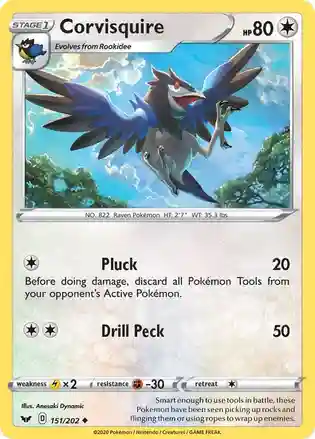 STAGE 1
Corvisquire
HP 80
Evolves from Rookidee
NO. 822 Raven Pokémon HT: 2'7" WT: 35.3 lbs
Pluck 20
Before doing damage, discard all Pokémon Tools from
your opponent's Active Pokémon.
Drill Peck 50
weakness ×2 resistance -30 retreat
Illus. Anesaki Dynamic
D 151/202
Smart enough to use tools in battle, these
Pokémon have been seen picking up rocks and
flinging them or using ropes to wrap up enemies.
©2020 Pokémon / Nintendo / Creatures / GAME FREAK.